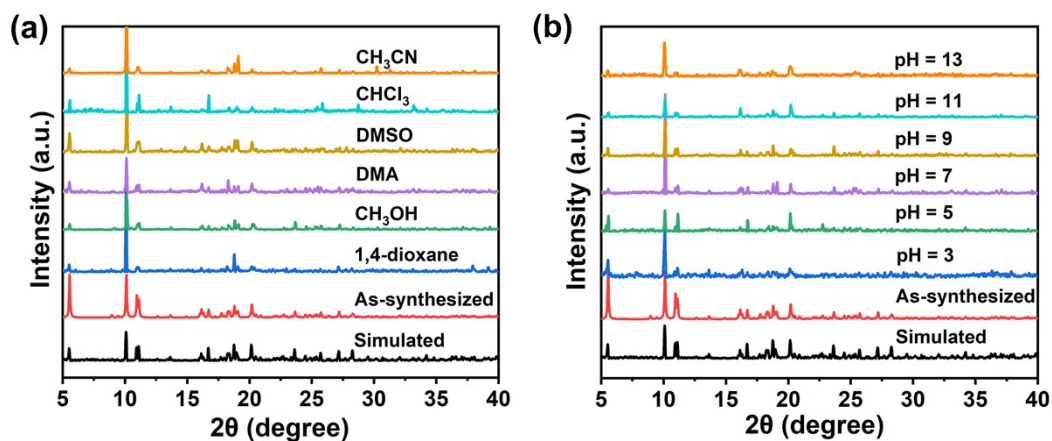 (a)
CH₃CN
CHCl₃
DMSO
DMA
CH₃OH
1,4-dioxane
As-synthesized
Simulated
Intensity (a.u.)
5 10 15 20 25 30 35 40
2θ (degree)
(b)
pH = 13
pH = 11
pH = 9
pH = 7
pH = 5
pH = 3
As-synthesized
Simulated
Intensity (a.u.)
5 10 15 20 25 30 35 40
2θ (degree)